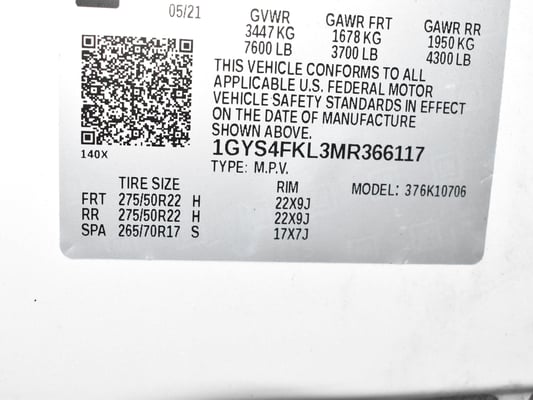 05/21 GVWR GAWR FRT GAWR RR
3447 KG 1678 KG 1950 KG
7600 LB 3700 LB 4300 LB
THIS VEHICLE CONFORMS TO ALL
APPLICABLE U.S. FEDERAL MOTOR
VEHICLE SAFETY STANDARDS IN EFFECT
ON THE DATE OF MANUFACTURE
SHOWN ABOVE.
140X 1GYS4FKL3MR366117
TYPE: M.P.V.
TIRE SIZE RIM MODEL: 376K10706
FRT 275/50R22 H 22X9J
RR 275/50R22 H 22X9J
SPA 265/70R17 S 17X7J